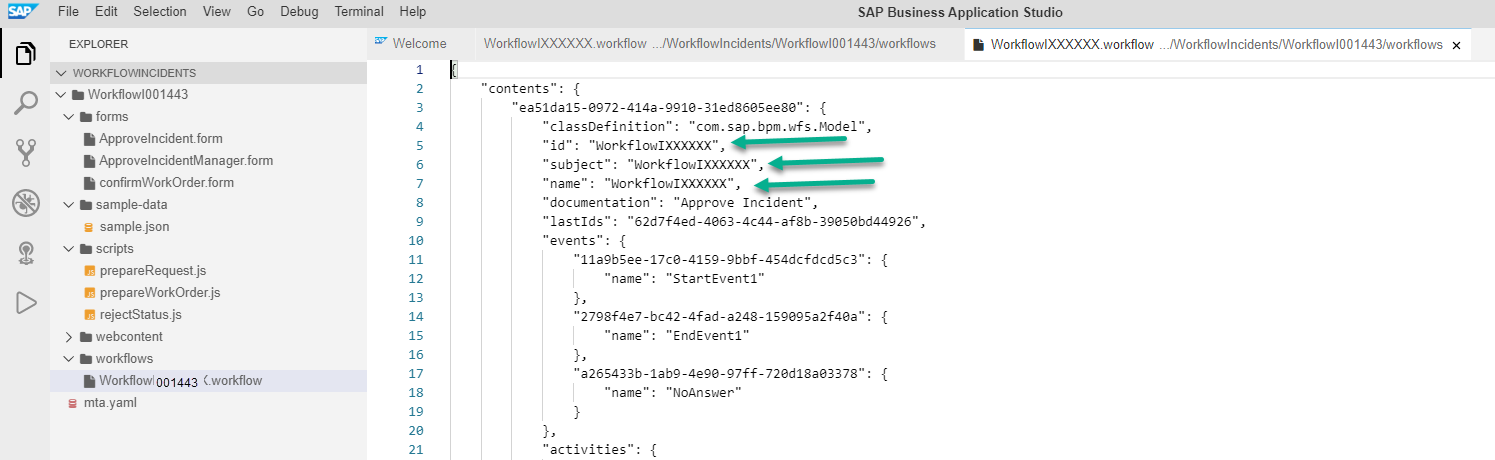 SAP File Edit Selection View Go Debug Terminal Help SAP Business Application Studio
EXPLORER
WORKFLOWINCIDENTS
WorkflowI001443
forms
ApproveIncident.form
ApproveIncidentManager.form
confirmWorkOrder.form
sample-data
sample.json
scripts
prepareRequest.js
prepareWorkOrder.js
rejectStatus.js
webcontent
workflows
WorkflowI001443X.workflow
mta.yaml
SAP Welcome WorkflowIXXXXXX.workflow .../WorkflowIncidents/WorkflowI001443/workflows WorkflowIXXXXXX.workflow .../WorkflowIncidents/WorkflowI001443/workflows ×
1 {
2 "contents": {
3 "ea51da15-0972-414a-9910-31ed8605ee80": {
4 "classDefinition": "com.sap.bpm.wfs.Model",
5 "id": "WorkflowIXXXXXX",
6 "subject": "WorkflowIXXXXXX",
7 "name": "WorkflowIXXXXXX",
8 "documentation": "Approve Incident",
9 "lastIds": "62d7f4ed-4063-4c44-af8b-39050bd44926",
10 "events": {
11 "11a9b5ee-17c0-4159-9bbf-454dcfdcd5c3": {
12 "name": "StartEvent1"
13 },
14 "2798f4e7-bc42-4fad-a248-159095a2f40a": {
15 "name": "EndEvent1"
16 },
17 "a265433b-1ab9-4e90-97ff-720d18a03378": {
18 "name": "NoAnswer"
19 }
20 },
21 "activities": {